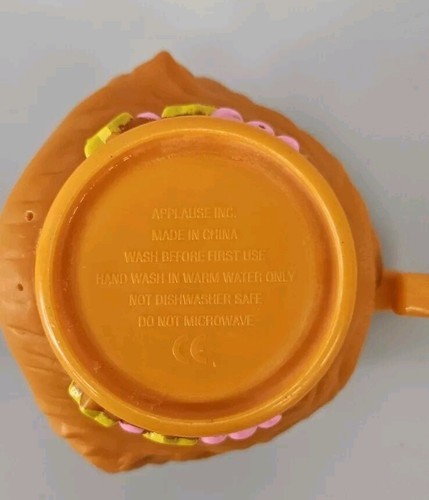 APPLAUSE INC.
MADE IN CHINA
WASH BEFORE FIRST USE
HAND WASH IN WARM WATER ONLY
NOT DISHWASHER SAFE
DO NOT MICROWAVE
CE